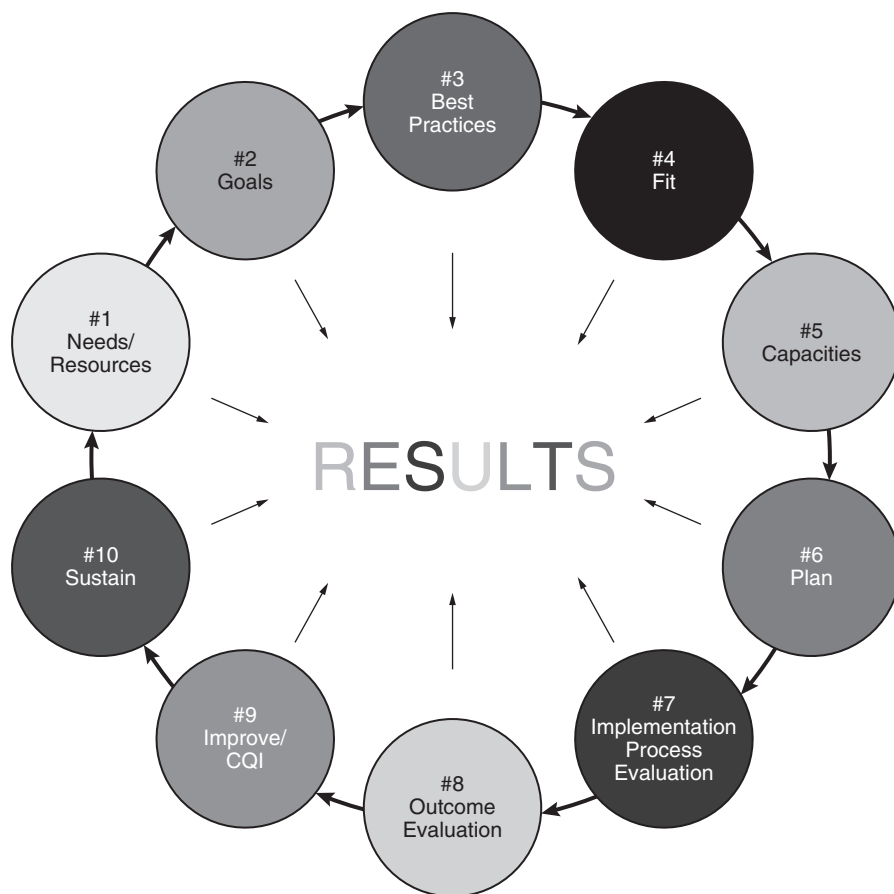 #1
Needs/
Resources
#2
Goals
#3
Best
Practices
#4
Fit
#5
Capacities
#6
Plan
#7
Implementation
Process
Evaluation
#8
Outcome
Evaluation
#9
Improve/
CQI
#10
Sustain
RESULTS